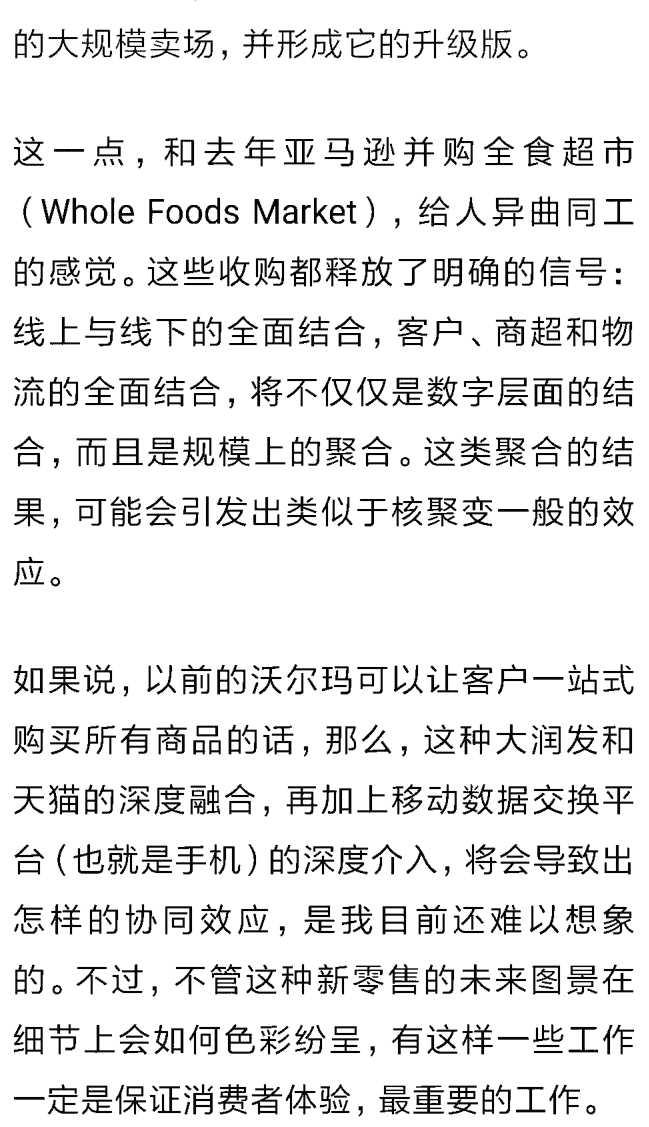 的大规模卖场，并形成它的升级版。
这一点，和去年亚马逊并购全食超市
（Whole Foods Market），给人异曲同工
的感觉。这些收购都释放了明确的信号：
线上与线下的全面结合，客户、商超和物
流的全面结合，将不仅仅是数字层面的结
合，而且是规模上的聚合。这类聚合的结
果，可能会引发出类似于核聚变一般的效
应。
如果说，以前的沃尔玛可以让客户一站式
购买所有商品的话，那么，这种大润发和
天猫的深度融合，再加上移动数据交换平
台（也就是手机）的深度介入，将会导致出
怎样的协同效应，是我目前还难以想象
的。不过，不管这种新零售的未来图景在
细节上会如何色彩纷呈，有这样一些工作
一定是保证消费者体验，最重要的工作。